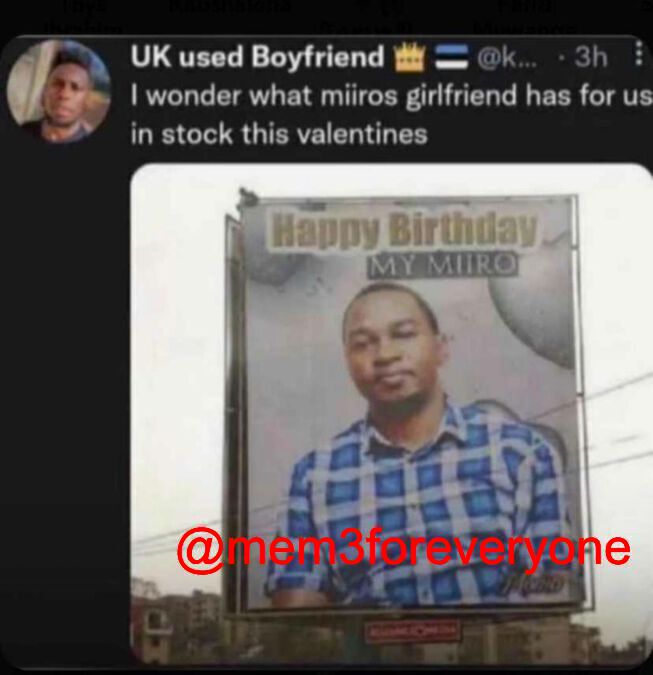 UK used Boyfriend @k... · 3h
I wonder what miiros girlfriend has for us
in stock this valentines
Happy Birthday
MY MIIRO
@mem3foreveryone